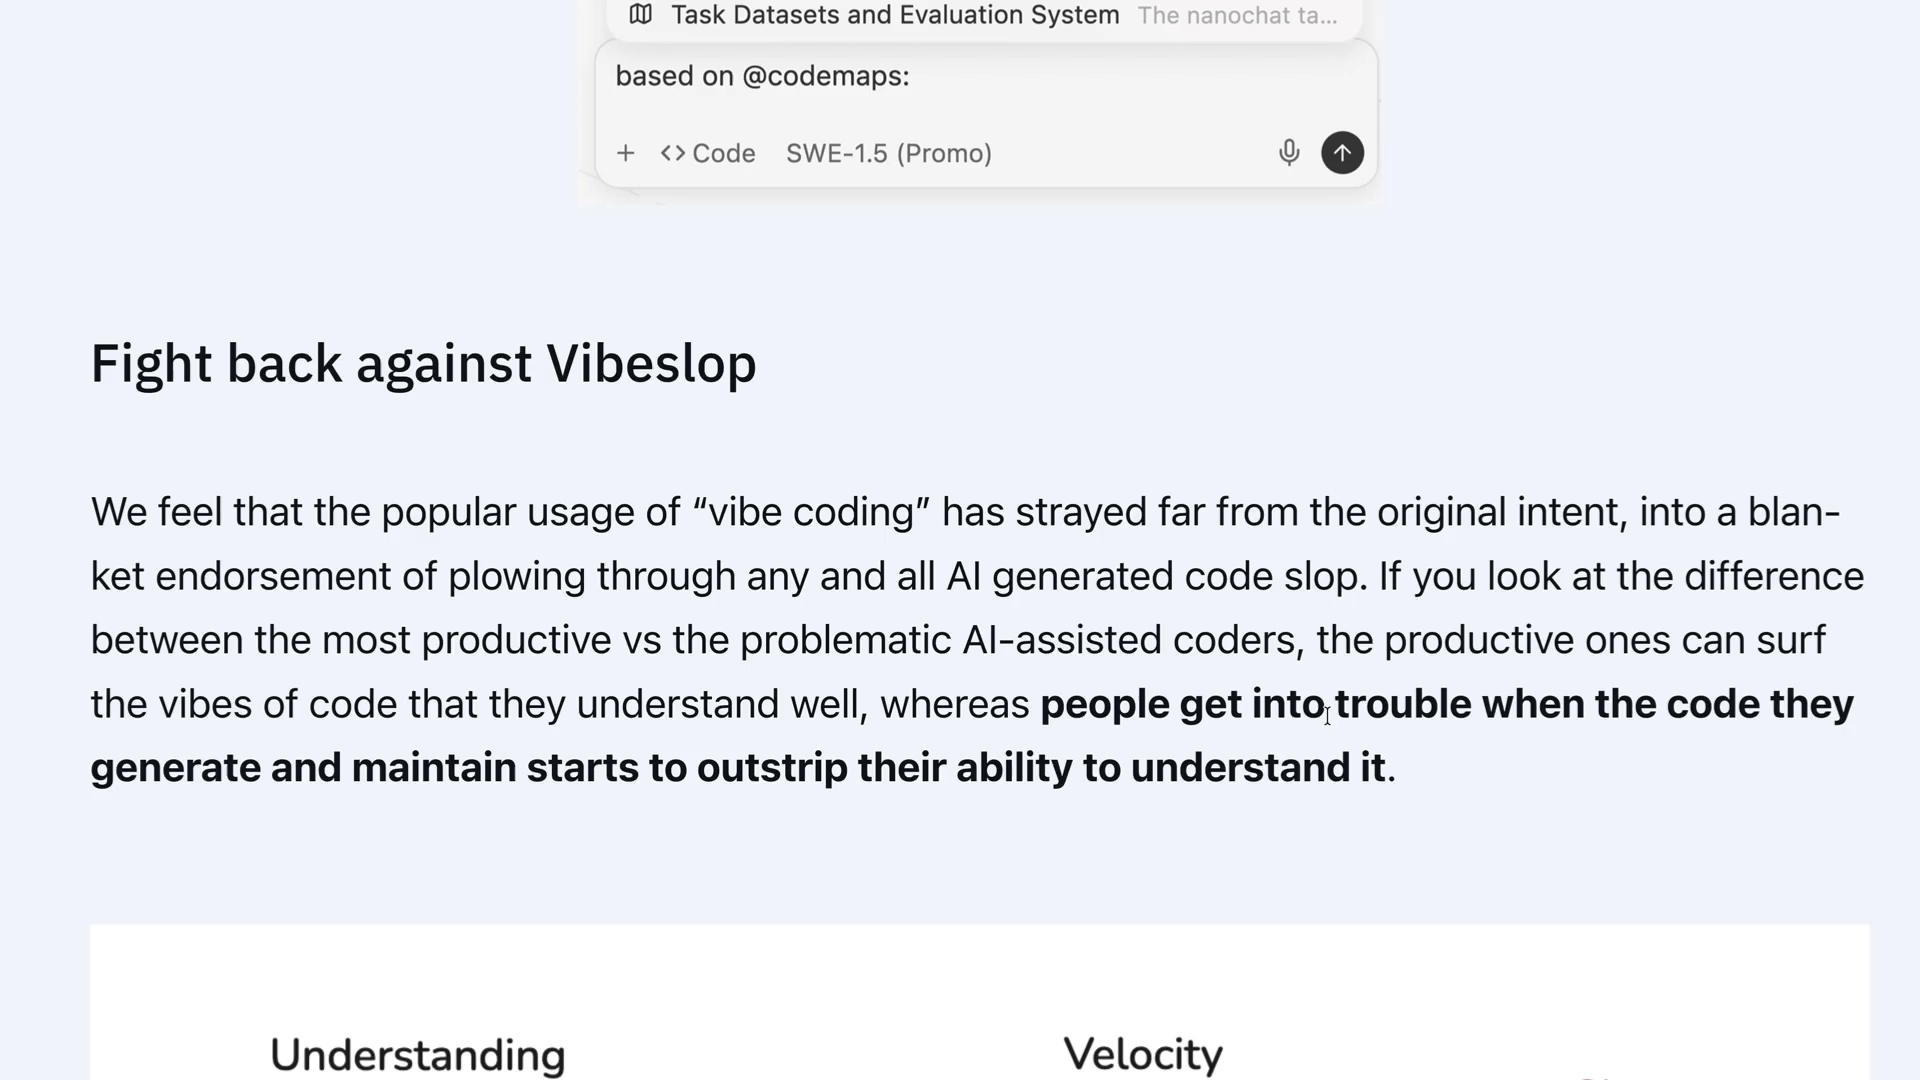 Task Datasets and Evaluation System The nanochat ta...
based on @codemaps:
+ <> Code SWE-1.5 (Promo)
Fight back against Vibeslop
We feel that the popular usage of “vibe coding” has strayed far from the original intent, into a blan-
ket endorsement of plowing through any and all AI generated code slop. If you look at the difference
between the most productive vs the problematic AI-assisted coders, the productive ones can surf
the vibes of code that they understand well, whereas people get into trouble when the code they
generate and maintain starts to outstrip their ability to understand it.
Understanding Velocity